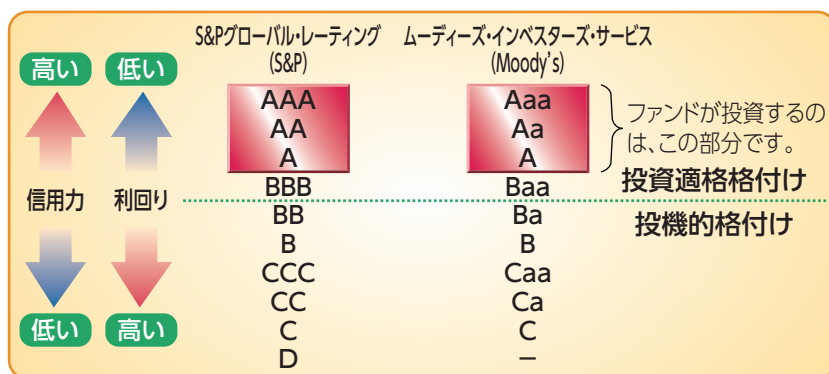 S&Pグローバル・レーティング
(S&P)
ムーディーズ・インベスターズ・サービス
(Moody's)
高い
低い
信用力
利回り
低い
高い
AAA
Aaa
AA
Aa
A
A
BBB
Baa
BB
Ba
B
B
CCC
Caa
CC
Ca
C
C
D
–
ファンドが投資するの
は、この部分です。
投資適格格付け
投機的格付け